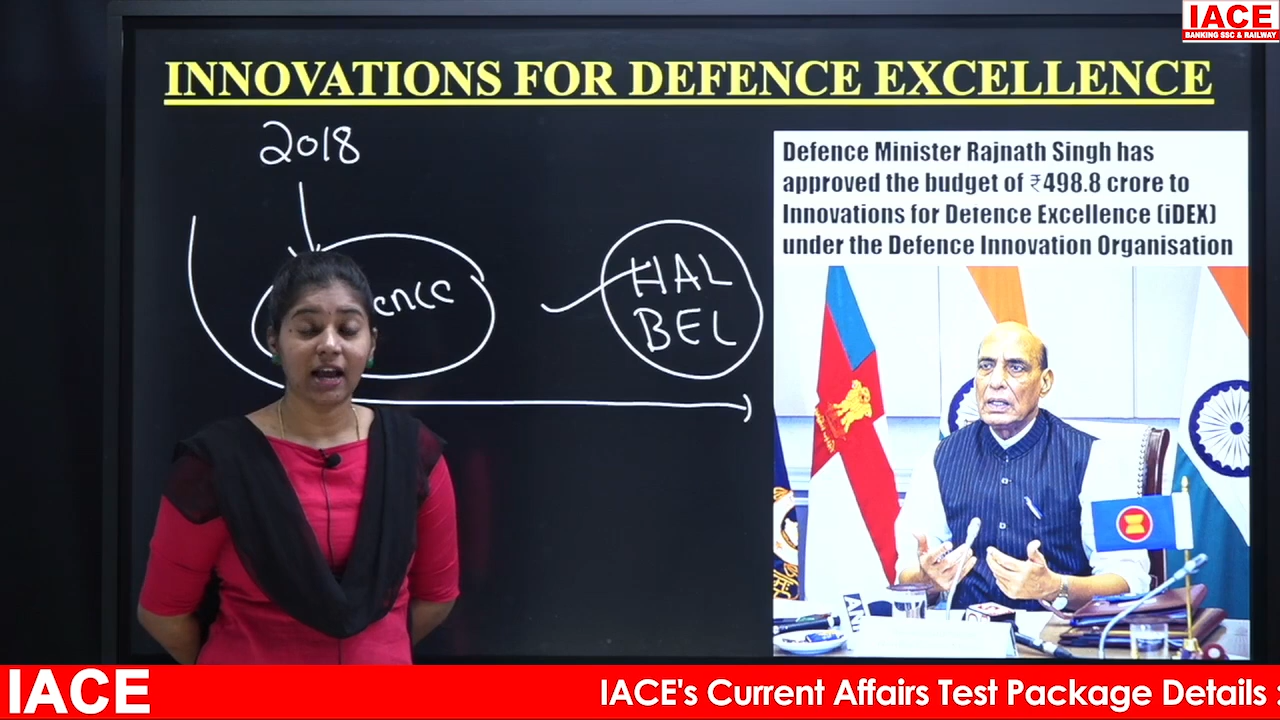 IACE
BANKING SSC & RAILWAY
INNOVATIONS FOR DEFENCE EXCELLENCE
2018
HAL
BEL
Defence Minister Rajnath Singh has
approved the budget of ₹498.8 crore to
Innovations for Defence Excellence (iDEX)
under the Defence Innovation Organisation
IACE
IACE's Current Affairs Test Package Details :